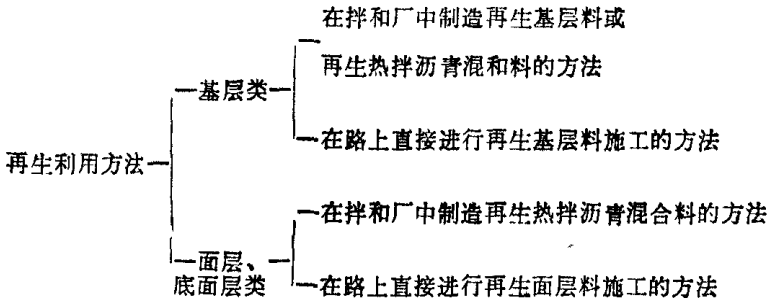 在拌和厂中制造再生基层料或
再生热拌沥青混和料的方法
基层类
在路上直接进行再生基层料施工的方法
再生利用方法
在拌和厂中制造再生热拌沥青混合料的方法
面层、
底面层类
在路上直接进行再生面层料施工的方法